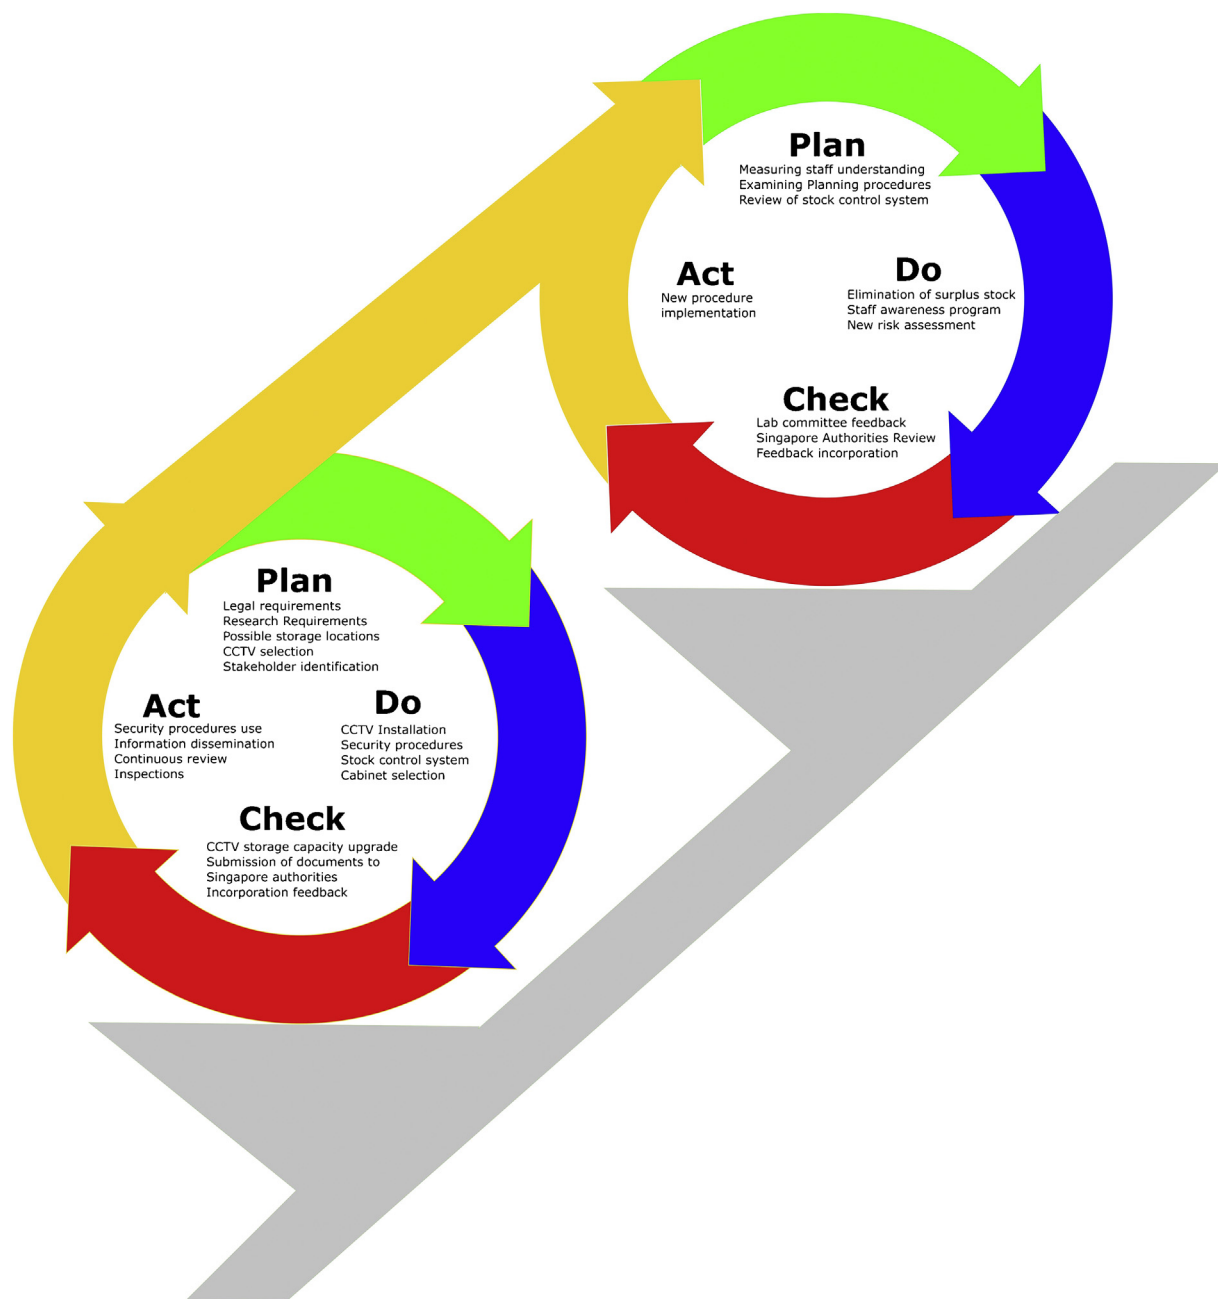 Plan
Measuring staff understanding
Examining Planning procedures
Review of stock control system
Act
New procedure
implementation
Do
Elimination of surplus stock
Staff awareness program
New risk assessment
Check
Lab committee feedback
Singapore Authorities Review
Feedback incorporation
Plan
Legal requirements
Research Requirements
Possible storage locations
CCTV selection
Stakeholder identification
Act
Security procedures use
Information dissemination
Continuous review
Inspections
Do
CCTV Installation
Security procedures
Stock control system
Cabinet selection
Check
CCTV storage capacity upgrade
Submission of documents to
Singapore authorities
Incorporation feedback